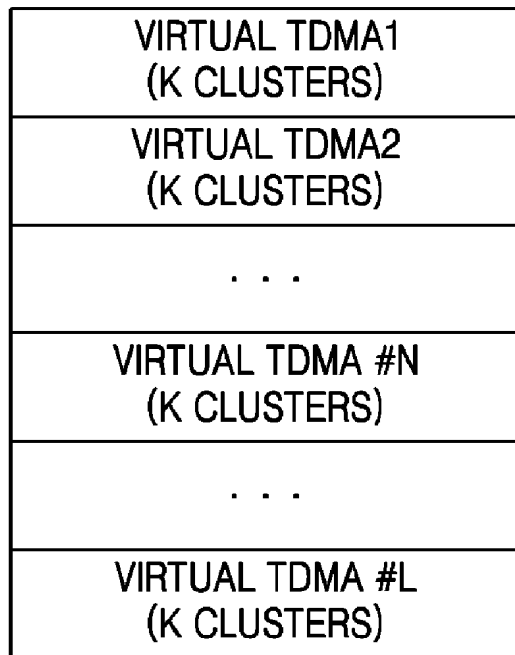 VIRTUAL TDMA1
(K CLUSTERS)
VIRTUAL TDMA2
(K CLUSTERS)
. . .
VIRTUAL TDMA #N
(K CLUSTERS)
. . .
VIRTUAL TDMA #L
(K CLUSTERS)